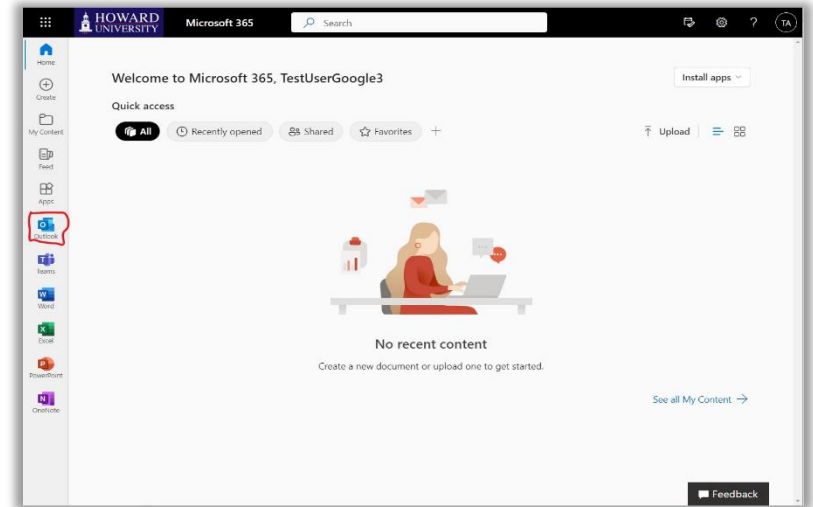 HOWARD
UNIVERSITY
Microsoft 365
Search
?
TA
Home
Create
My Content
Feed
Apps
Outlook
Teams
Word
Excel
PowerPoint
OneNote
Welcome to Microsoft 365, TestUserGoogle3
Install apps
Quick access
All
Recently opened
Shared
Favorites
Upload
No recent content
Create a new document or upload one to get started.
See all My Content →
Feedback